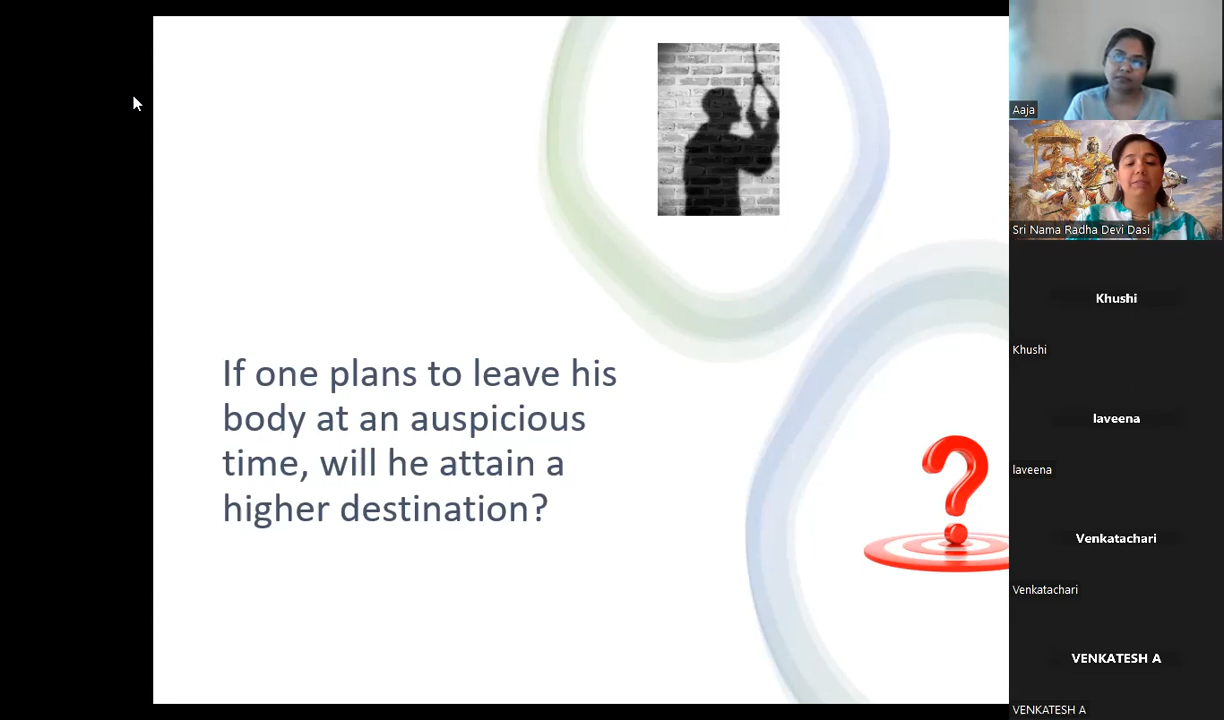 If one plans to leave his
body at an auspicious
time, will he attain a
higher destination?
?
Aaja
Sri Nama Radha Devi Dasi
Khushi
Khushi
laveena
laveena
Venkatachari
Venkatachari
VENKATESH A
VENKATESH A